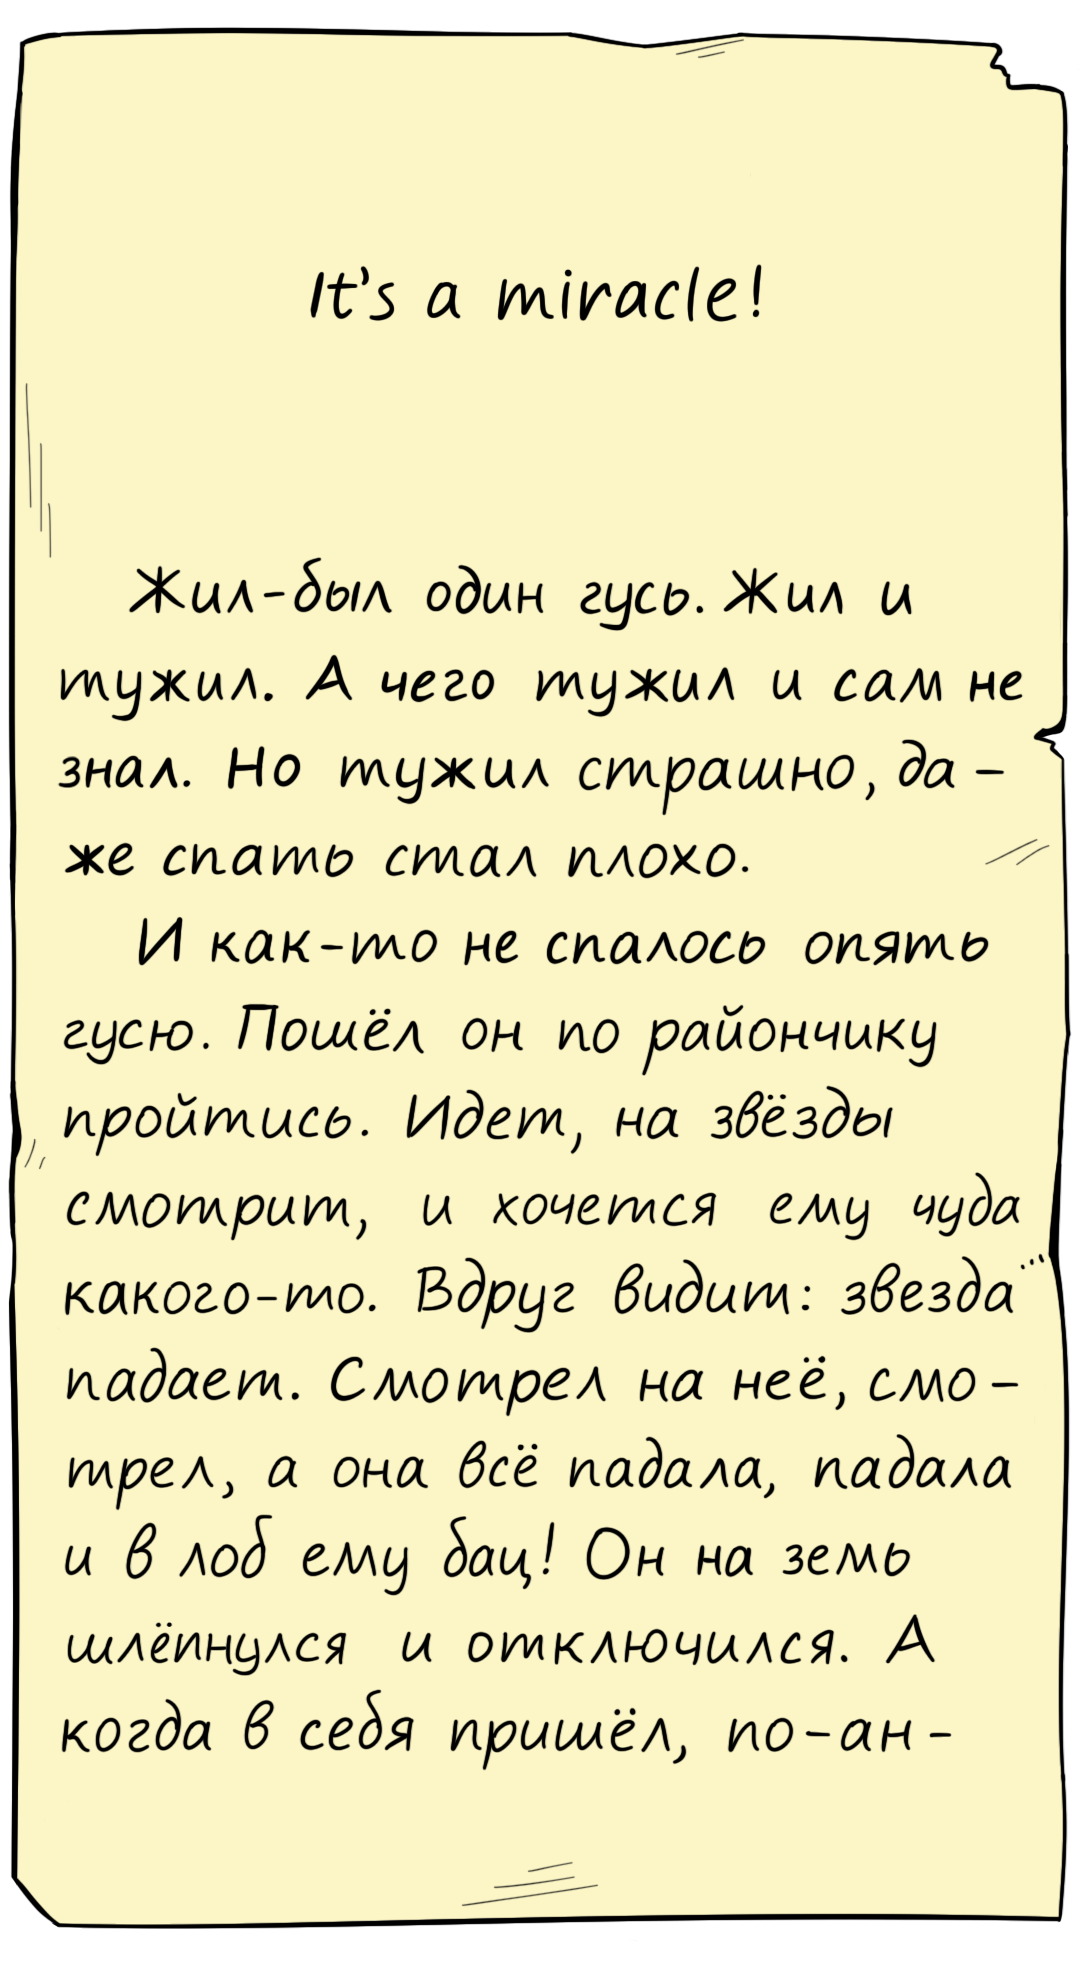 It's a miracle!
Жил-был один гусь. Жил и
тужил. А чего тужил и сам не
знал. Но тужил страшно, да-
же спать стал плохо.
И как-то не спалось опять
гусю. Пошёл он по райончику
пройтись. Идет, на звёзды
смотрит, и хочется ему чуда
какого-то. Вдруг видит: звезда
падает. Смотрел на неё, смо-
трел, а она всё падала, падала
и в лоб ему бац! Он на земь
шлёпнулся и отключился. А
когда в себя пришёл, по-ан-